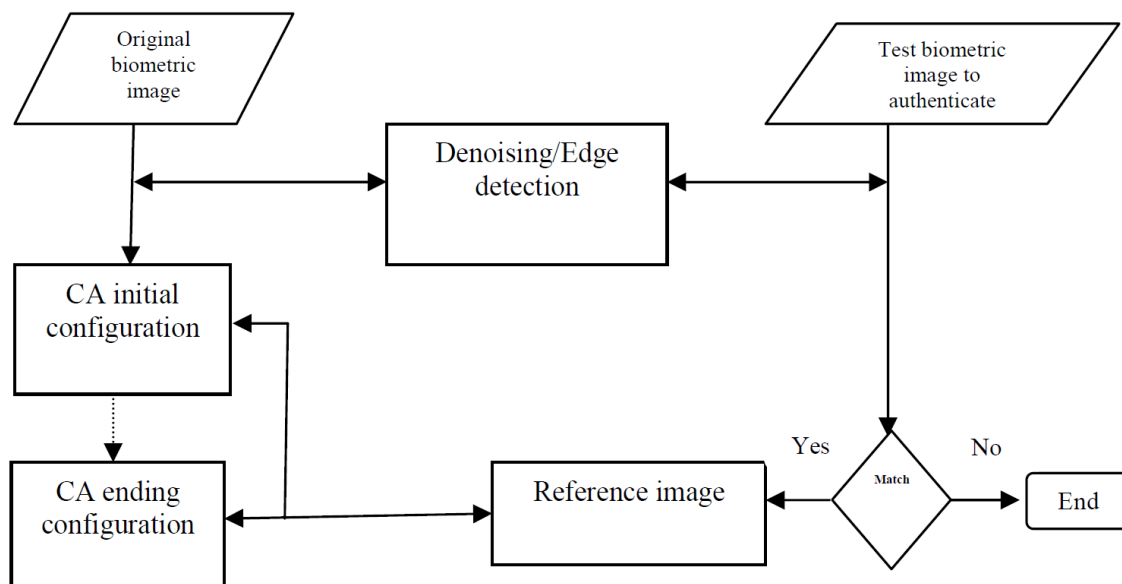 Original
biometric
image
Test biometric
image to
authenticate
Denoising/Edge
detection
CA initial
configuration
Yes
No
Match
CA ending
configuration
Reference image
End